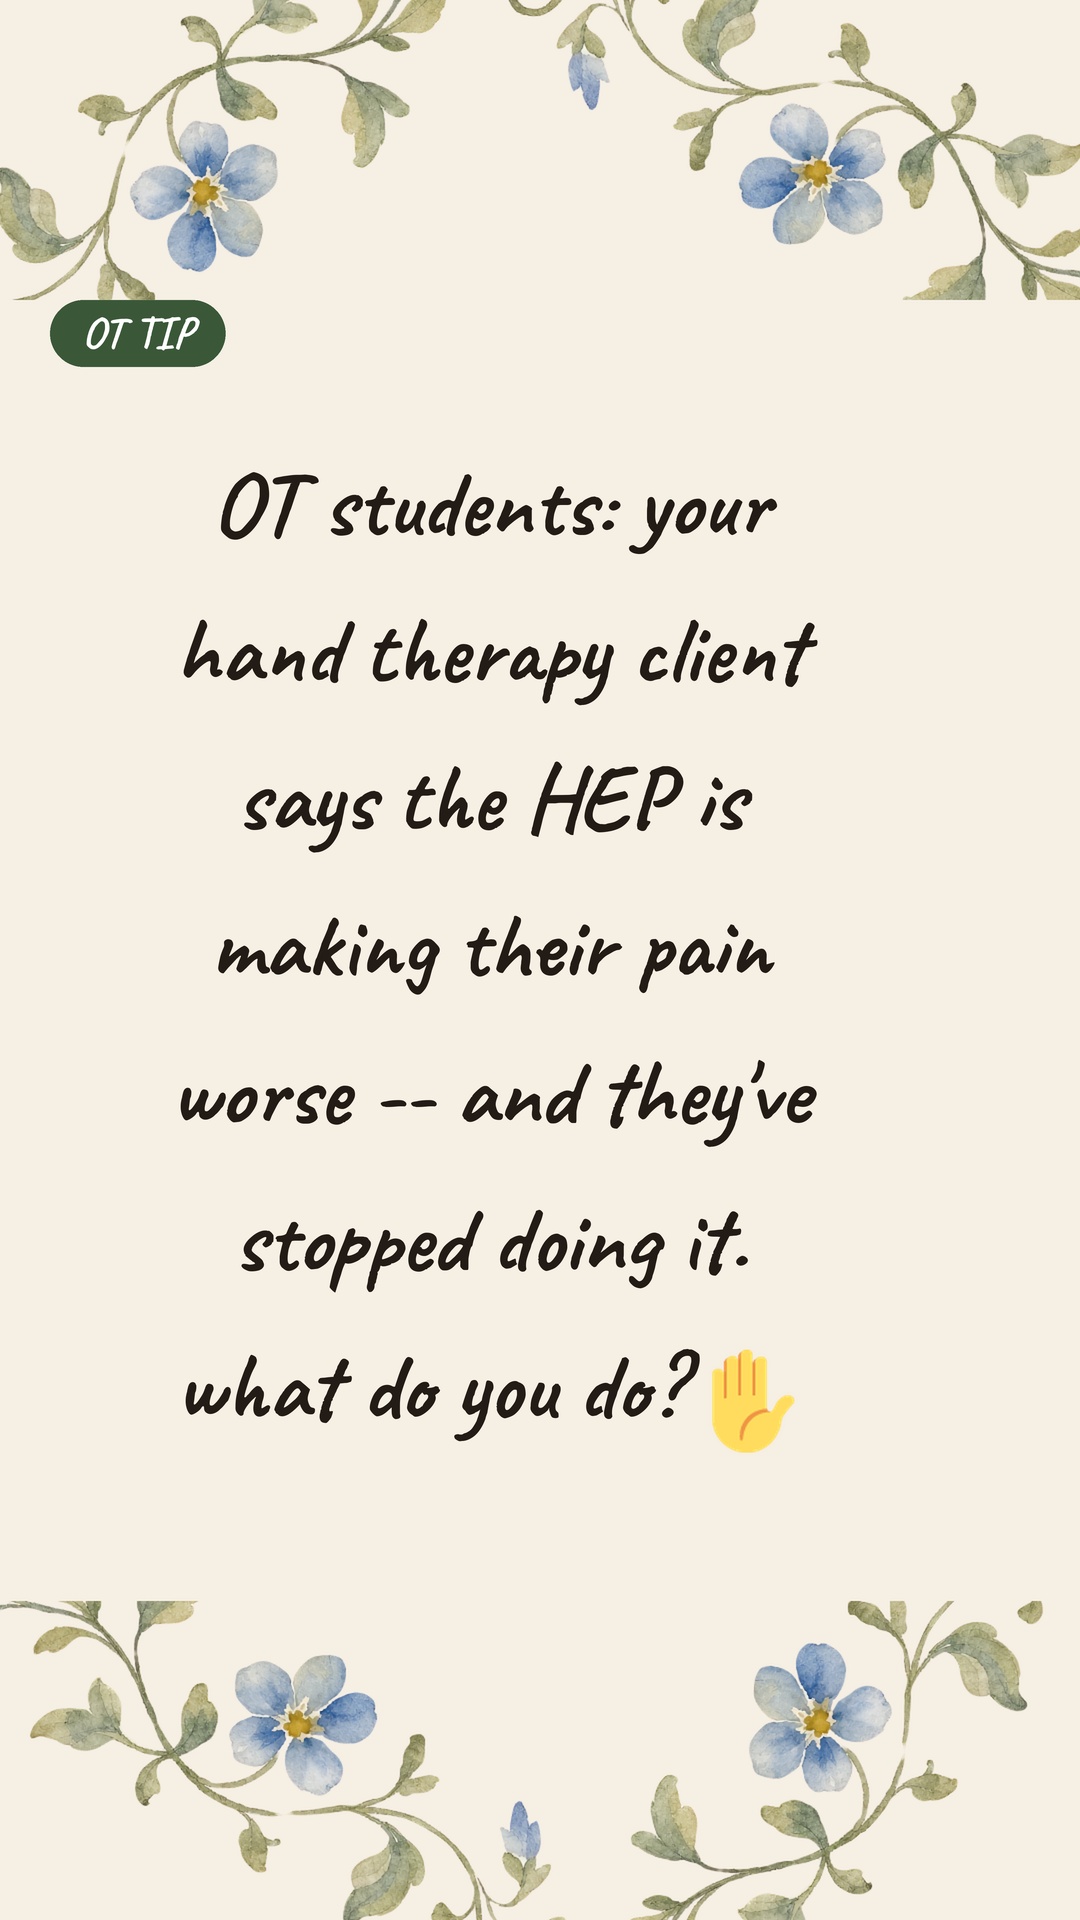 OT TIP
OT students: your
hand therapy client
says the HEP is
making their pain
worse -- and they've
stopped doing it.
what do you do?✋